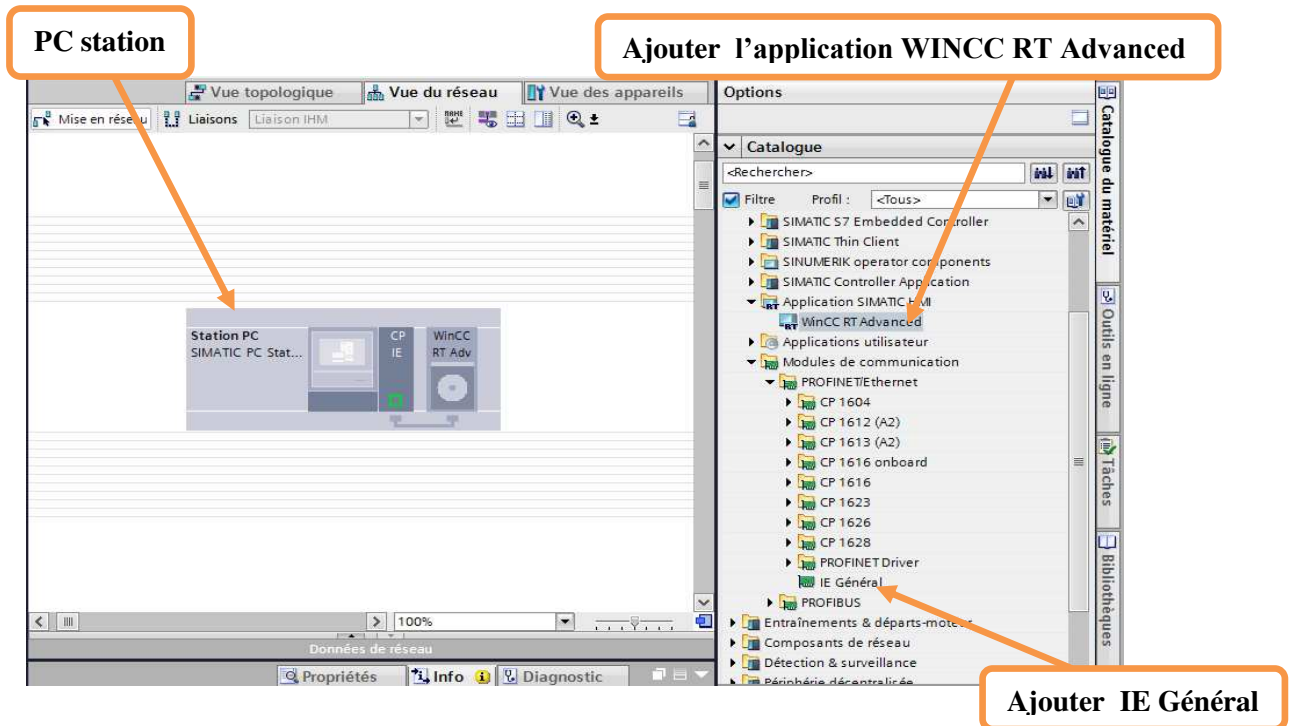 PC station
Ajouter l'application WINCC RT Advanced
Vue topologique Vue du réseau Vue des appareils
Options
Mise en réseau Liaisons Liaison IHM
Catalogue
<Rechercher>
Filtre Profil : <Tous>
SIMATIC S7 Embedded Controller
SIMATIC Thin Client
SINUMERIK operator components
SIMATIC Controller Application
Application SIMATIC HMI
WinCC RT Advanced
Applications utilisateur
Modules de communication
PROFINET/Ethernet
CP 1604
CP 1612 (A2)
CP 1613 (A2)
CP 1616 onboard
CP 1616
CP 1623
CP 1626
CP 1628
PROFINET Driver
IE Général
PROFIBUS
Entraînements & départs-moteur
Composants de réseau
Détection & surveillance
Périphérie décentralisée
Station PC
SIMATIC PC Stat...
CP
IE
WinCC
RT Adv
100%
Données de réseau
Propriétés Info Diagnostic
Catalogue du matériel
Outils en ligne
Tâches
Bibliothèques
Ajouter IE Général